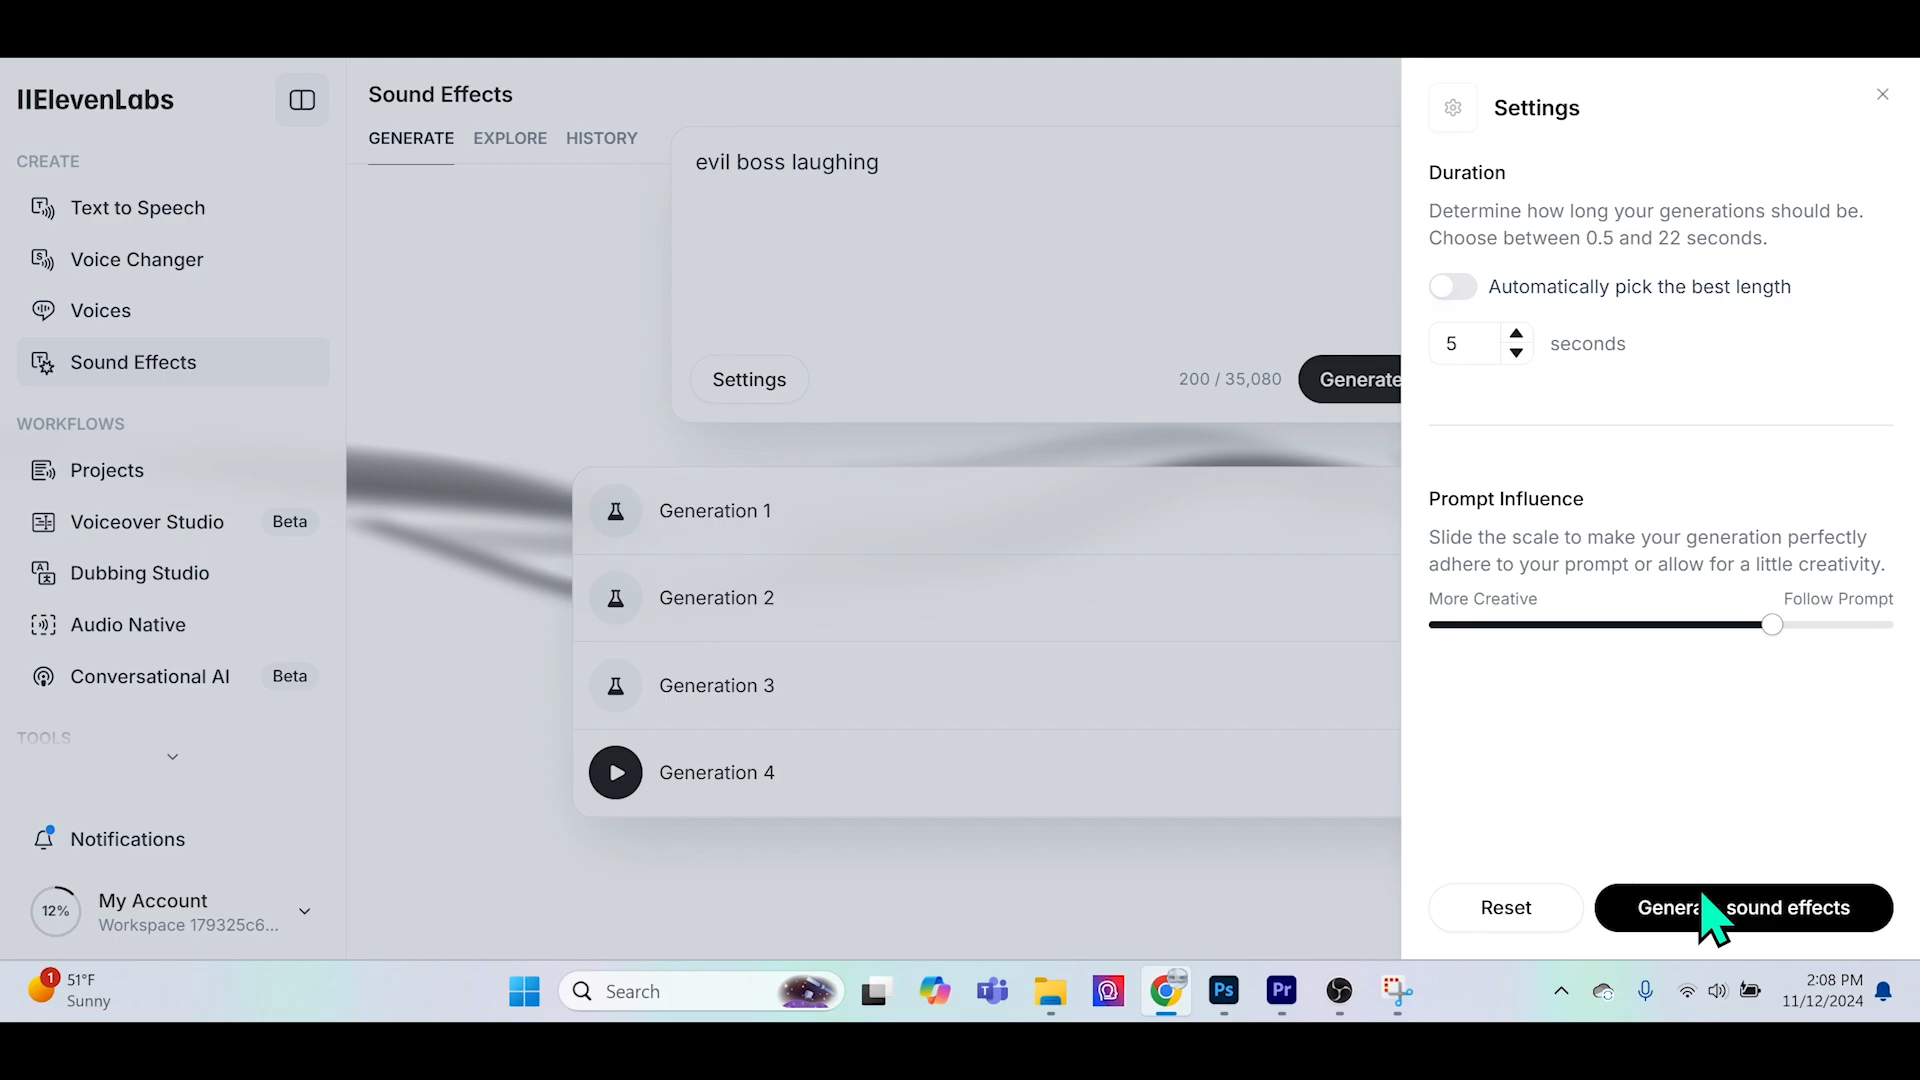 IIElevenLabs
CREATE
Text to Speech
Voice Changer
Voices
Sound Effects
WORKFLOWS
Projects
Voiceover Studio Beta
Dubbing Studio
Audio Native
Conversational AI Beta
TOOLS
Notifications
12%
My Account
Workspace 179325c6...
Sound Effects
GENERATE EXPLORE HISTORY
evil boss laughing
Settings
200 / 35,080
Generate
Generation 1
Generation 2
Generation 3
Generation 4
Settings
Duration
Determine how long your generations should be.
Choose between 0.5 and 22 seconds.
Automatically pick the best length
5 seconds
Prompt Influence
Slide the scale to make your generation perfectly
adhere to your prompt or allow for a little creativity.
More Creative Follow Prompt
Reset
Genera sound effects
1
51°F
Sunny
Search
Ps
Pr
2:08 PM
11/12/2024